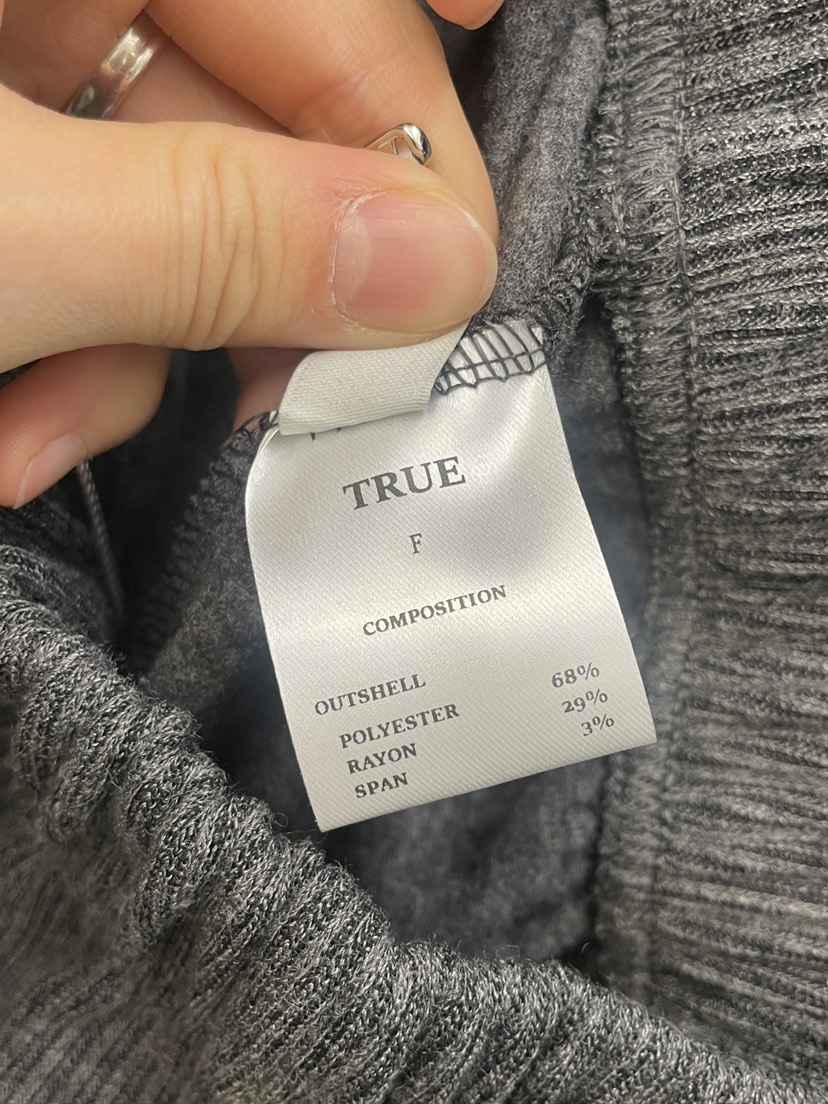 TRUE
F
COMPOSITION
OUTSHELL
POLYESTER 68%
RAYON 29%
SPAN 3%